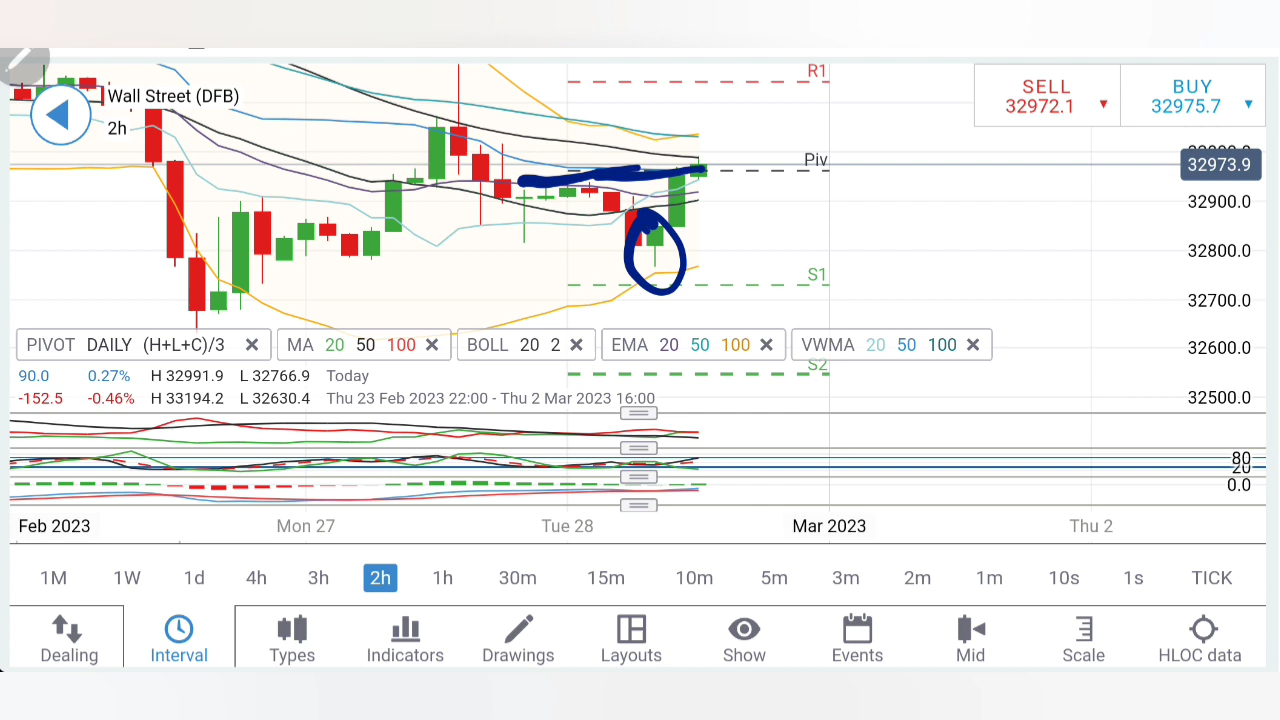 R1
Wall Street (DFB)
2h
SELL
32972.1
BUY
32975.7
Piv
32973.9
32900.0
32800.0
S1
32700.0
PIVOT DAILY (H+L+C)/3
MA 20 50 100
BOLL 20 2
EMA 20 50 100
VWMA 20 50 100
32600.0
S2
90.0 0.27% H 32991.9 L 32766.9 Today
-152.5 -0.46% H 33194.2 L 32630.4 Thu 23 Feb 2023 22:00 - Thu 2 Mar 2023 16:00
32500.0
80
20
0.0
Feb 2023 Mon 27 Tue 28 Mar 2023 Thu 2
1M 1W 1d 4h 3h 2h 1h 30m 15m 10m 5m 3m 2m 1m 10s 1s TICK
Dealing Interval Types Indicators Drawings Layouts Show Events Mid Scale HLOC data